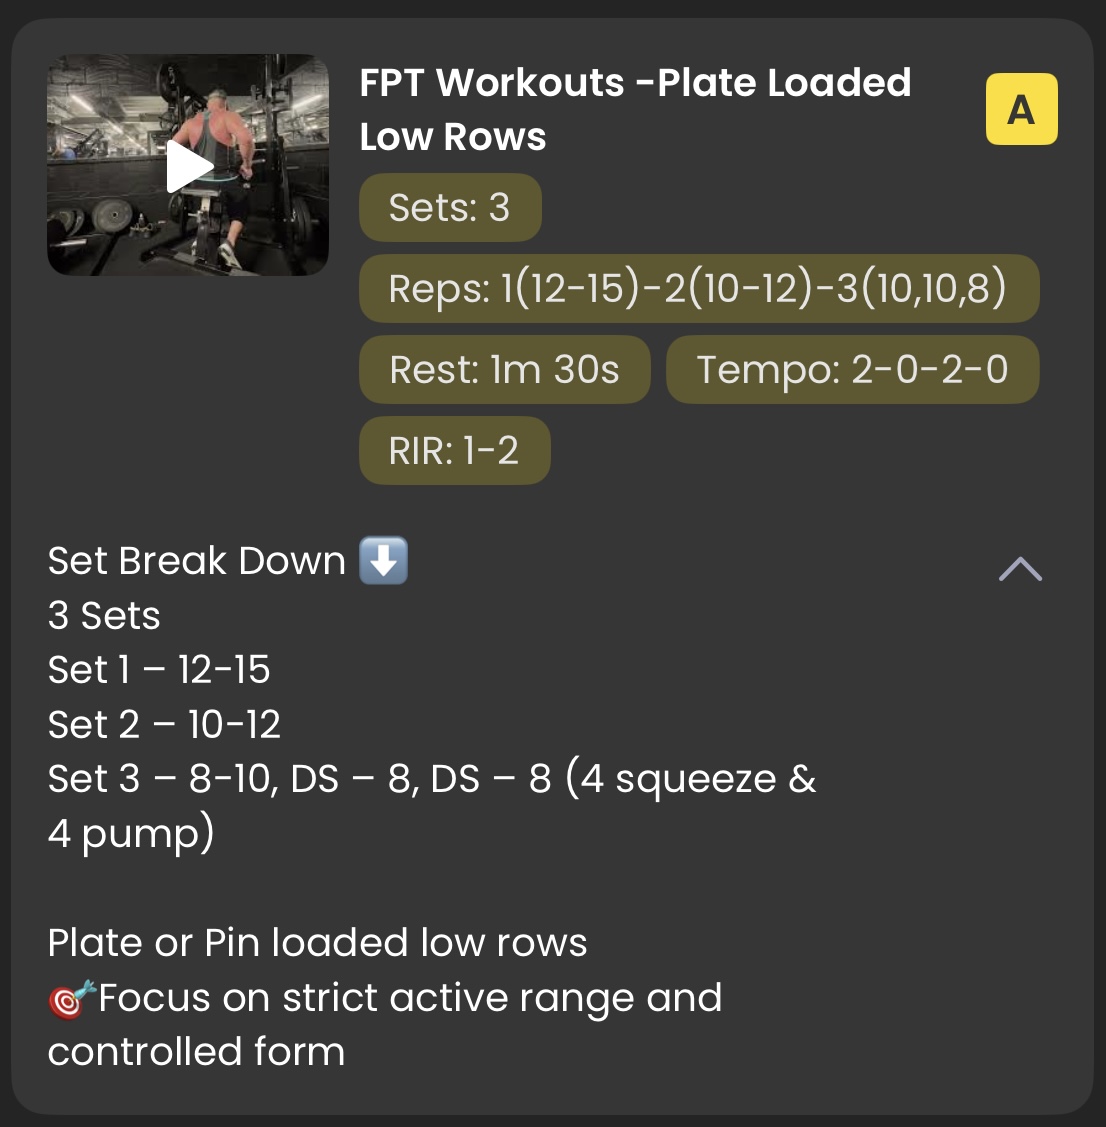 FPT Workouts -Plate Loaded
Low Rows
A
Sets: 3
Reps: 1(12-15)-2(10-12)-3(10,10,8)
Rest: 1m 30s
Tempo: 2-0-2-0
RIR: 1-2
Set Break Down ⬇️
3 Sets
Set 1 – 12-15
Set 2 – 10-12
Set 3 – 8-10, DS – 8, DS – 8 (4 squeeze &
4 pump)
Plate or Pin loaded low rows
🎯Focus on strict active range and
controlled form